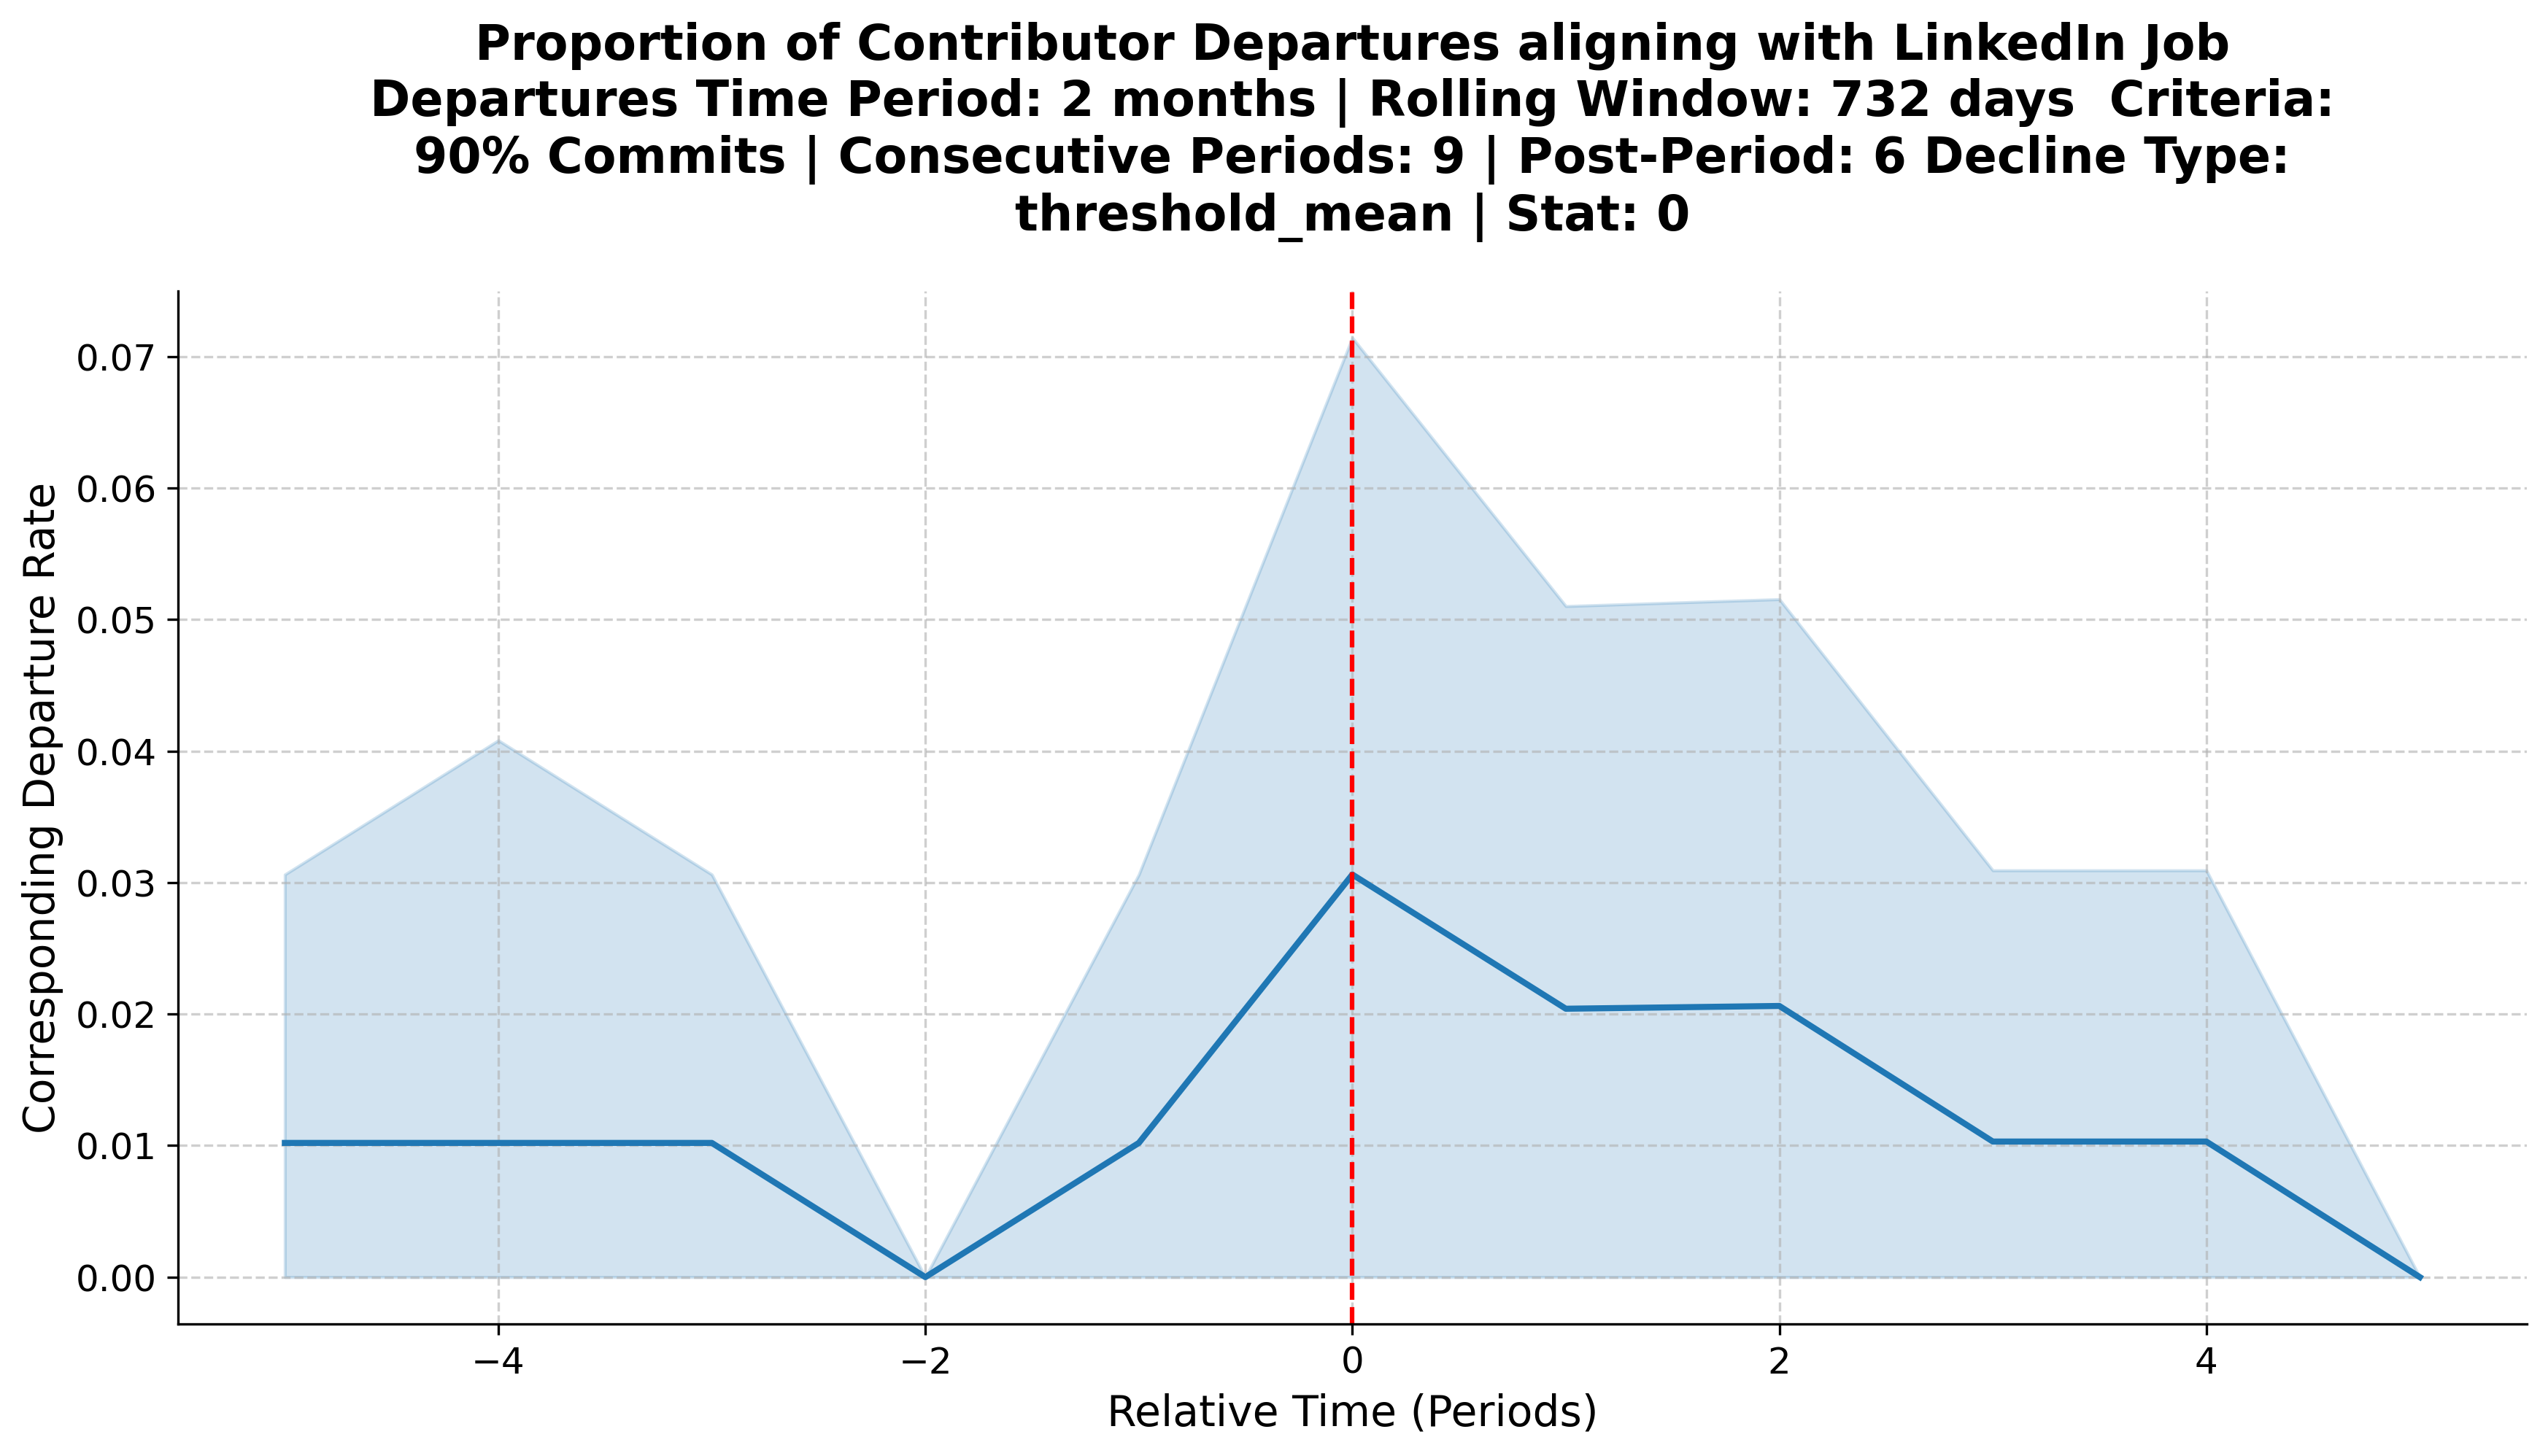 Proportion of Contributor Departures aligning with LinkedIn Job
Departures Time Period: 2 months | Rolling Window: 732 days  Criteria:
90% Commits | Consecutive Periods: 9 | Post-Period: 6 Decline Type:
threshold_mean | Stat: 0
Corresponding Departure Rate
0.07
0.06
0.05
0.04
0.03
0.02
0.01
0.00
−4
−2
0
2
4
Relative Time (Periods)